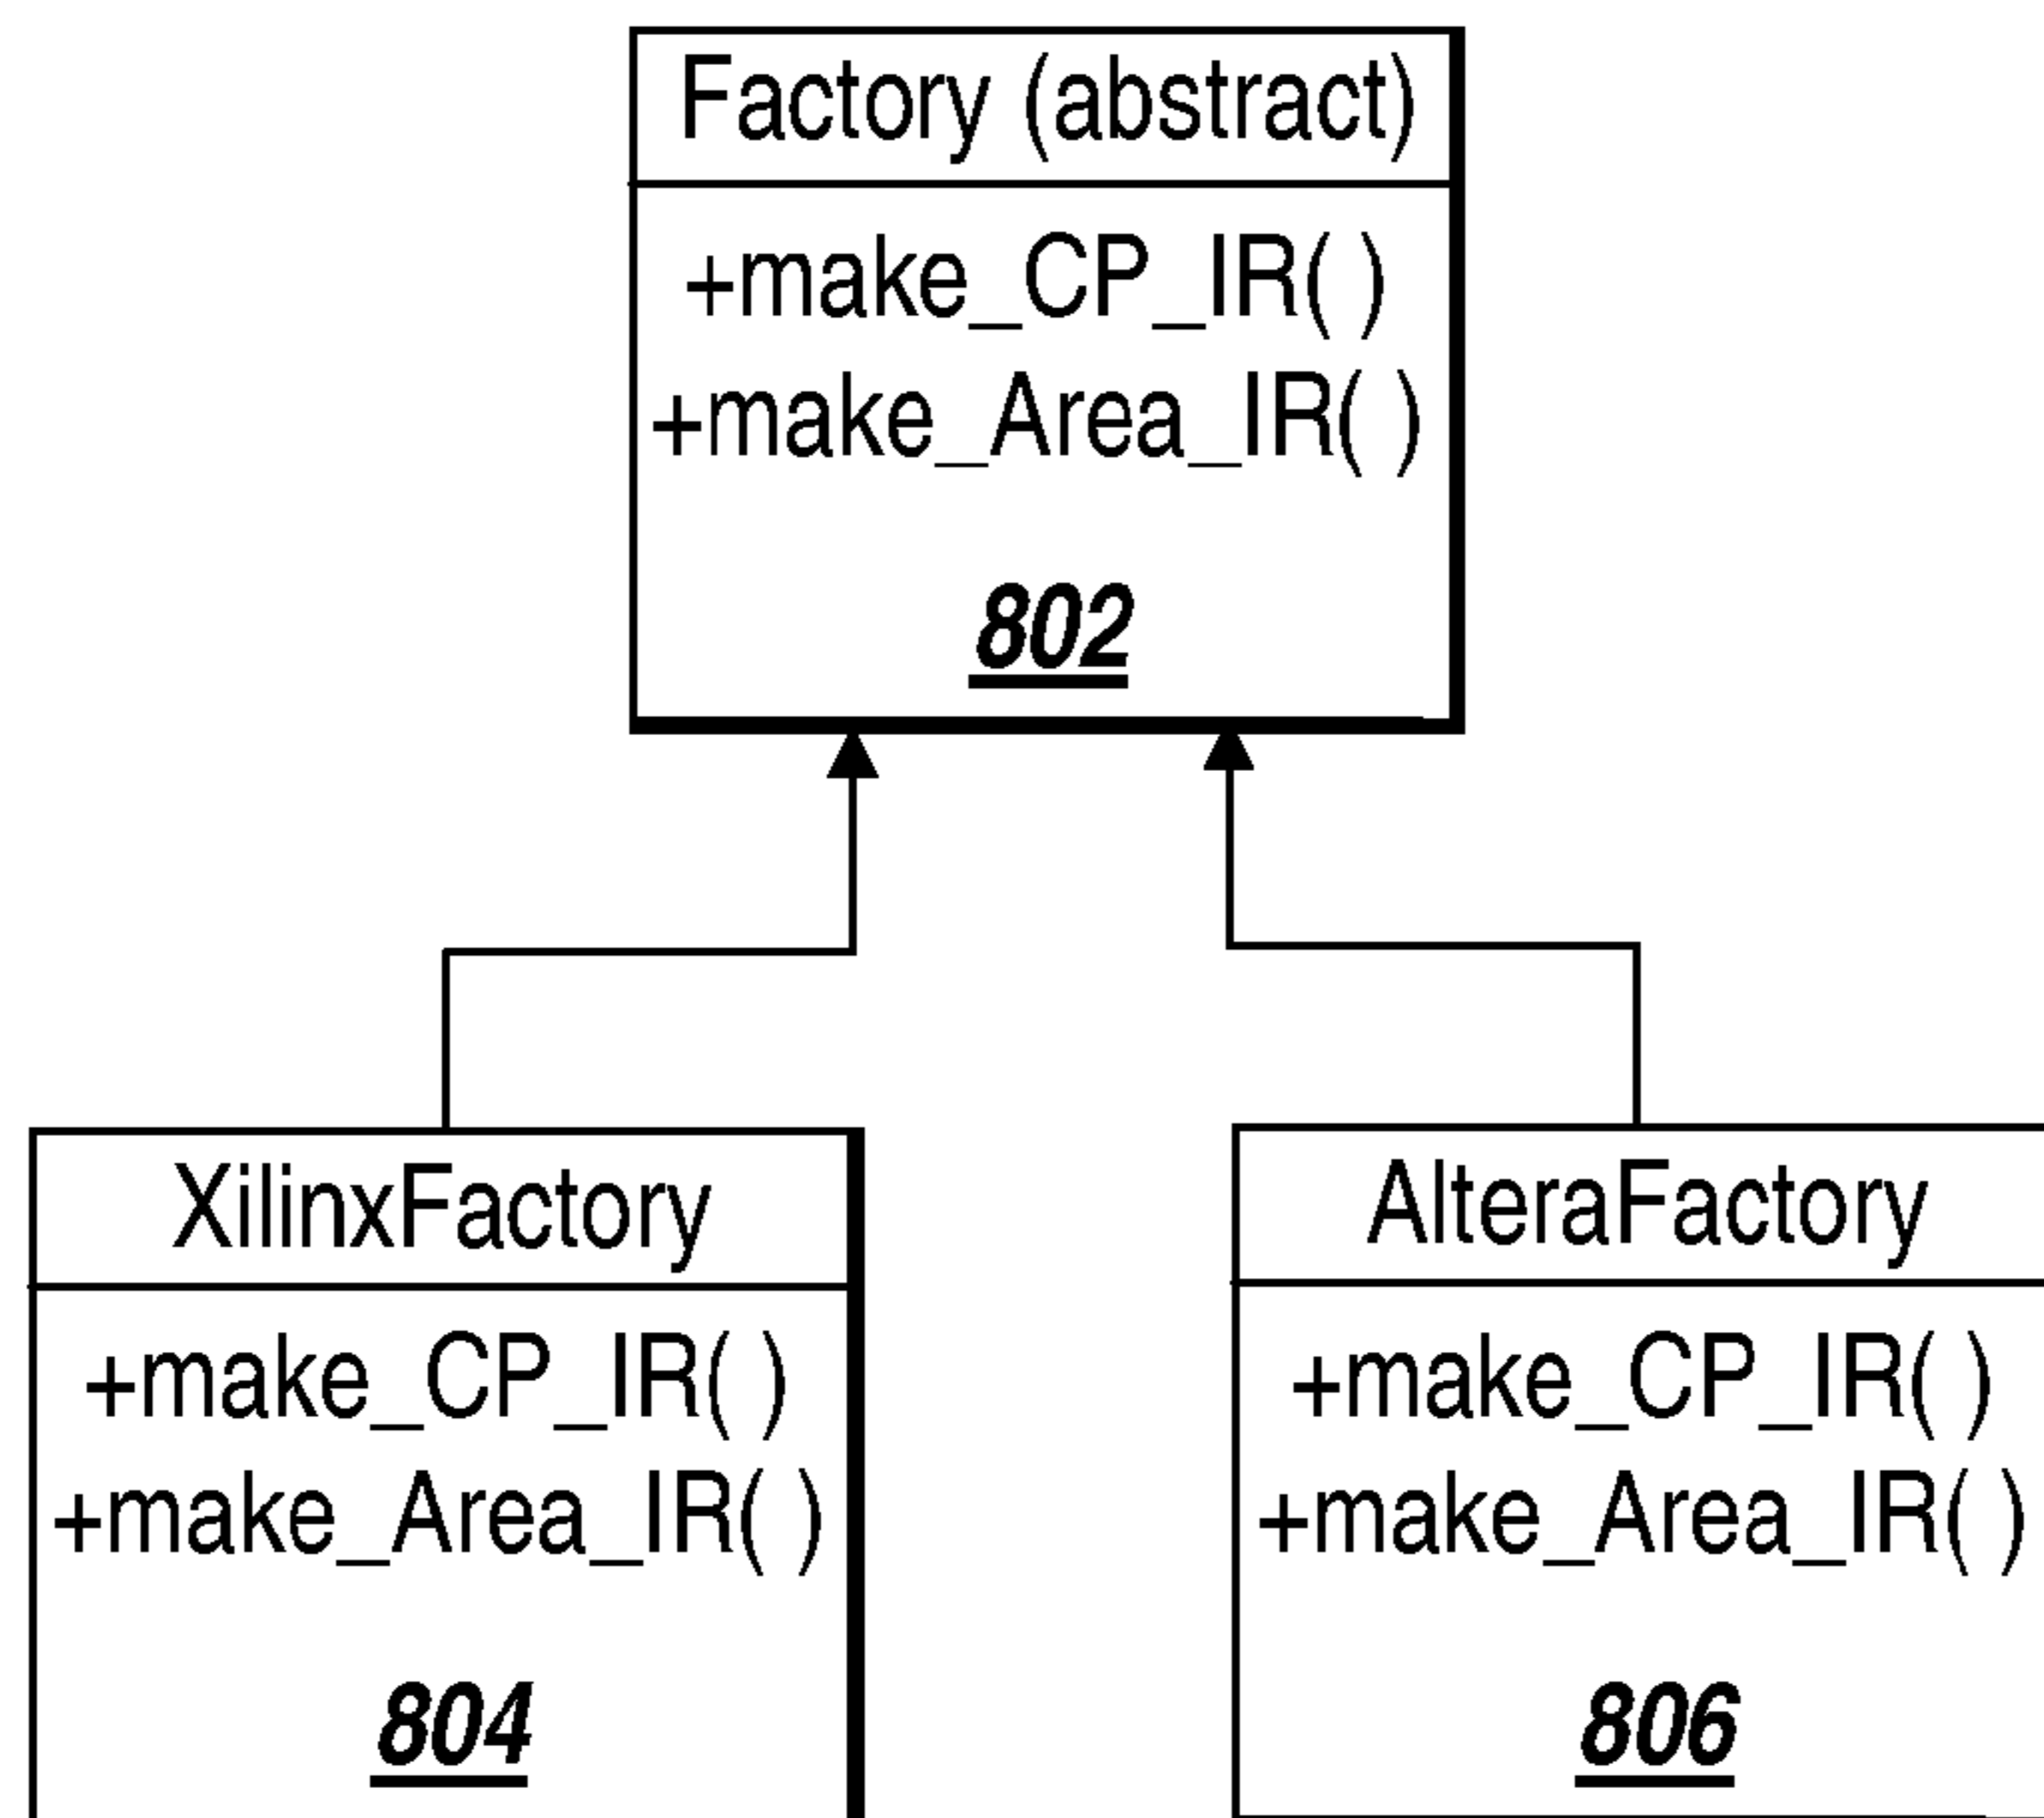 Factory (abstract)
+make_CP_IR( )
+make_Area_IR( )
802
XilinxFactory
+make_CP_IR( )
+make_Area_IR( )
804
AlteraFactory
+make_CP_IR( )
+make_Area_IR( )
806